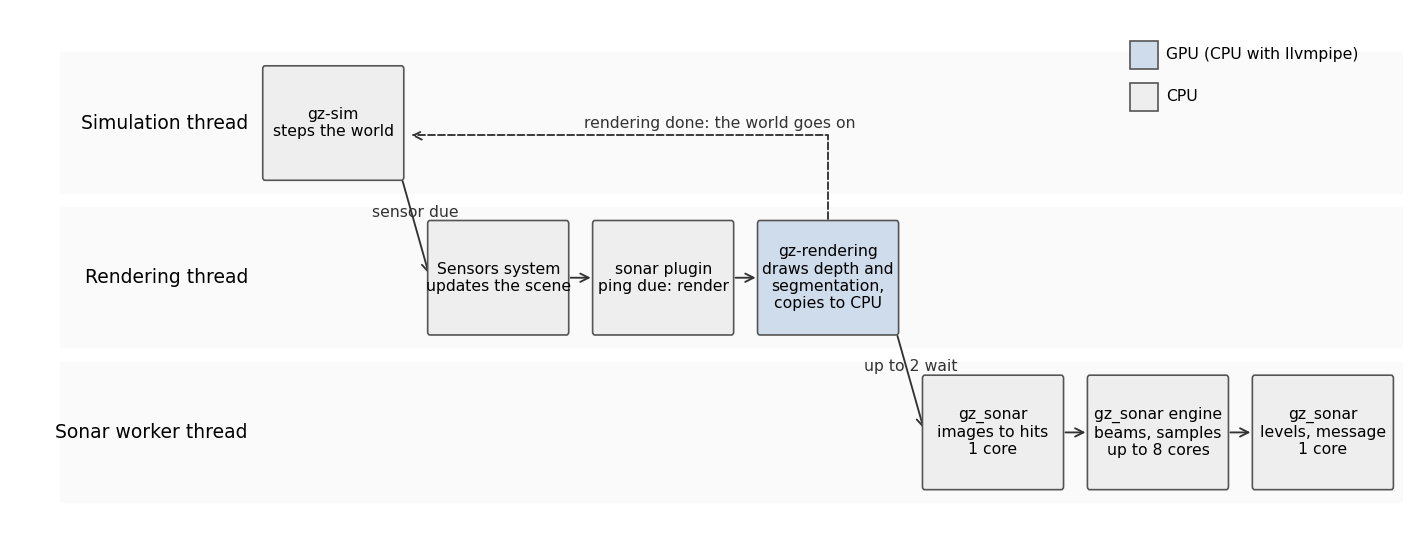 GPU (CPU with llvmpipe)
CPU
Simulation thread
gz-sim
steps the world
rendering done: the world goes on
sensor due
Rendering thread
Sensors system
updates the scene
sonar plugin
ping due: render
gz-rendering
draws depth and
segmentation,
copies to CPU
up to 2 wait
Sonar worker thread
gz_sonar
images to hits
1 core
gz_sonar engine
beams, samples
up to 8 cores
gz_sonar
levels, message
1 core